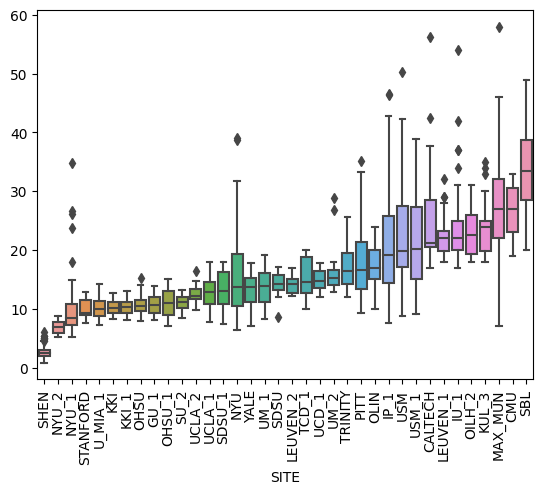 60
50
40
30
20
10
0
SHEN
NYU_2
NYU_1
STANFORD
U_MIA_1
KKI
KKI_1
OHSU
GU_1
OHSU_1
SU_2
UCLA_2
UCLA_1
SDSU_1
NYU
YALE
UM_1
SDSU
LEUVEN_2
TCD_1
UCD_1
UM_2
TRINITY
PITT
OLIN
IP_1
USM
USM_1
CALTECH
LEUVEN_1
IU_1
OILH_2
KUL_3
MAX_MUN
CMU
SBL
SITE